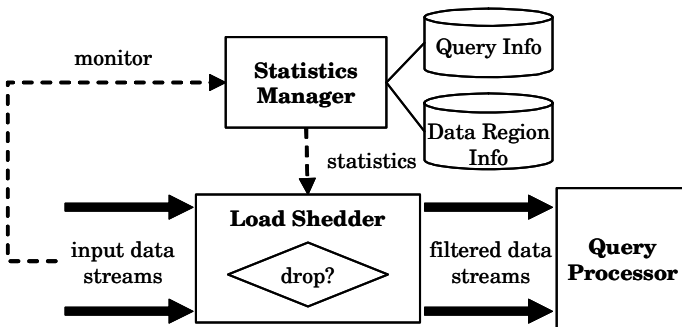 monitor
Statistics
Manager
Query Info
Data Region
Info
statistics
Load Shedder
drop?
input data
streams
filtered data
streams
Query
Processor